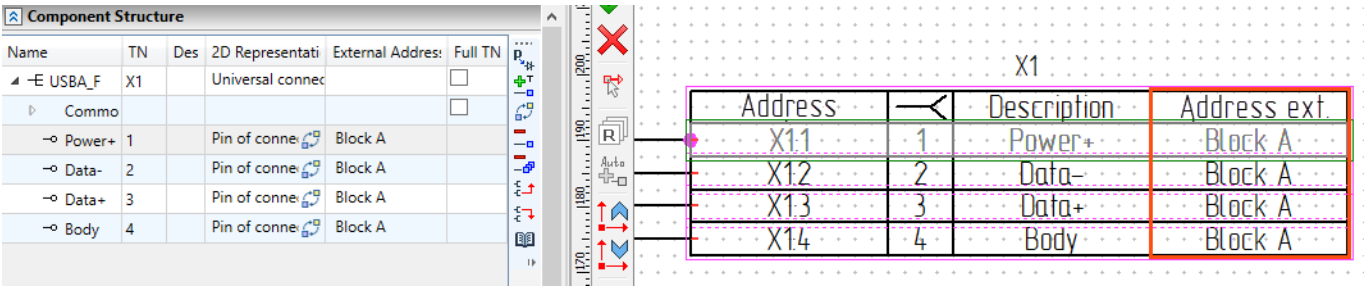 Component Structure
Name TN Des 2D Representati External Address Full TN
USBA_F X1 Universal connec
Commo
Power+ 1 Pin of conne Block A
Data- 2 Pin of conne Block A
Data+ 3 Pin of conne Block A
Body 4 Pin of conne Block A
R
Auto
200
190
180
170
X1
Address Description Address ext.
X1:1 1 Power+ Block A
X1:2 2 Data- Block A
X1:3 3 Data+ Block A
X1:4 4 Body Block A